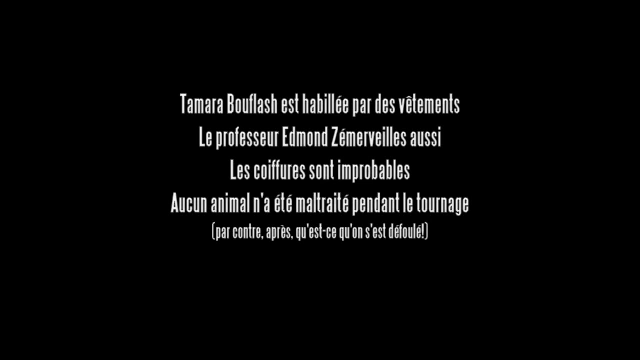 Tamara Bouflash est habillée par des vêtements
Le professeur Edmond Zémerveilles aussi
Les coiffures sont improbables
Aucun animal n'a été maltraité pendant le tournage
(par contre, après, qu'est-ce qu'on s'est défoulé!)